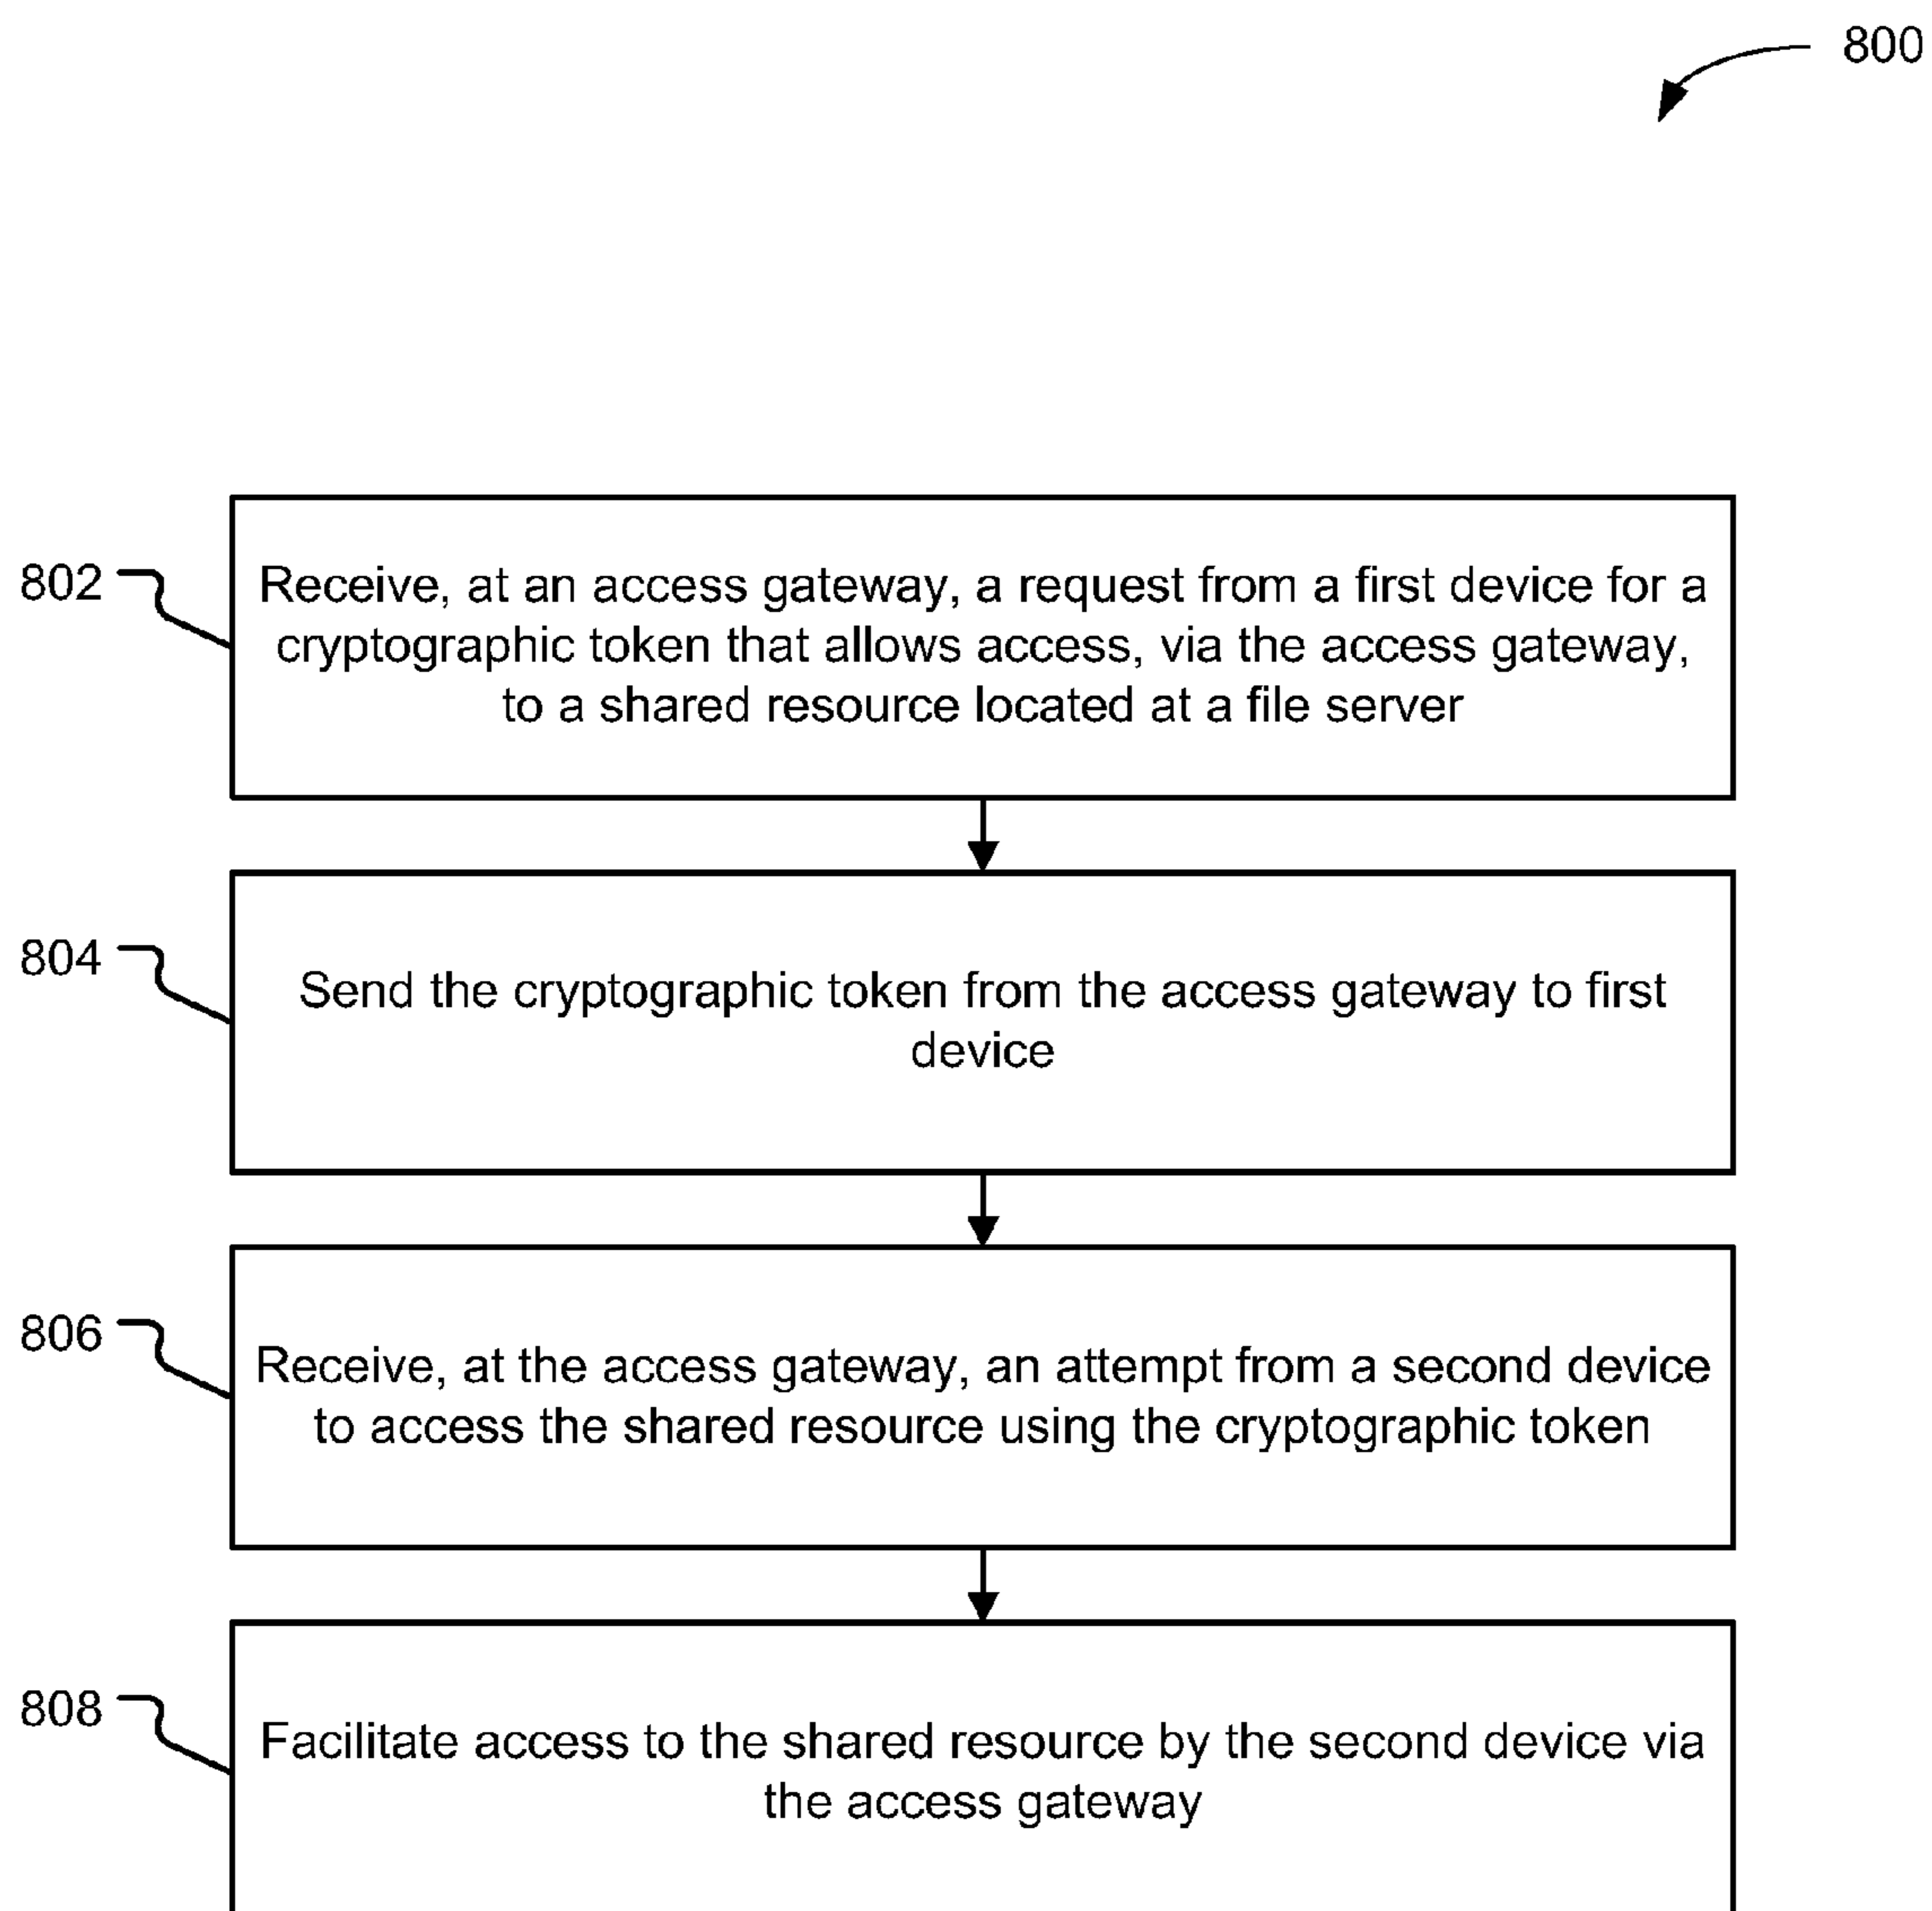 800
802
Receive, at an access gateway, a request from a first device for a
cryptographic token that allows access, via the access gateway,
to a shared resource located at a file server
804
Send the cryptographic token from the access gateway to first
device
806
Receive, at the access gateway, an attempt from a second device
to access the shared resource using the cryptographic token
808
Facilitate access to the shared resource by the second device via
the access gateway